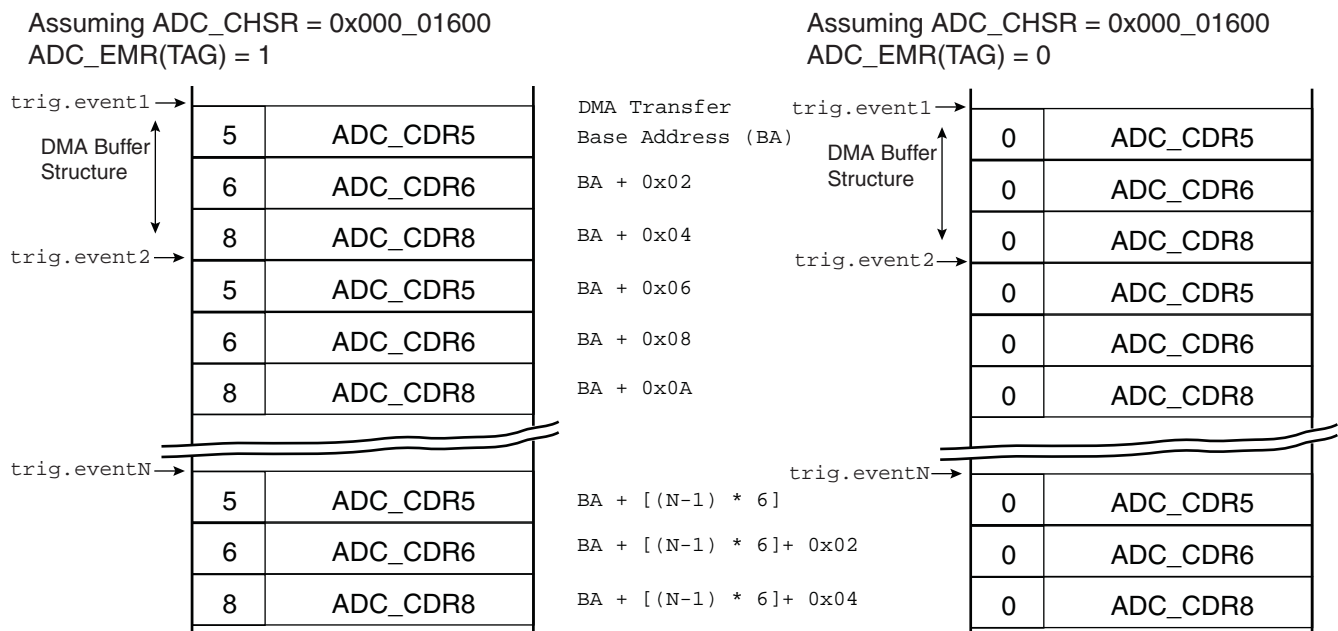 Assuming ADC_CHSR = 0x000_01600
ADC_EMR(TAG) = 1
trig.event1
DMA Buffer
Structure
5 ADC_CDR5
6 ADC_CDR6
8 ADC_CDR8
trig.event2
5 ADC_CDR5
6 ADC_CDR6
8 ADC_CDR8
trig.eventN
5 ADC_CDR5
6 ADC_CDR6
8 ADC_CDR8
DMA Transfer
Base Address (BA)
BA + 0x02
BA + 0x04
BA + 0x06
BA + 0x08
BA + 0x0A
BA + [(N-1) * 6]
BA + [(N-1) * 6]+ 0x02
BA + [(N-1) * 6]+ 0x04
Assuming ADC_CHSR = 0x000_01600
ADC_EMR(TAG) = 0
trig.event1
DMA Buffer
Structure
0 ADC_CDR5
0 ADC_CDR6
0 ADC_CDR8
trig.event2
0 ADC_CDR5
0 ADC_CDR6
0 ADC_CDR8
trig.eventN
0 ADC_CDR5
0 ADC_CDR6
0 ADC_CDR8